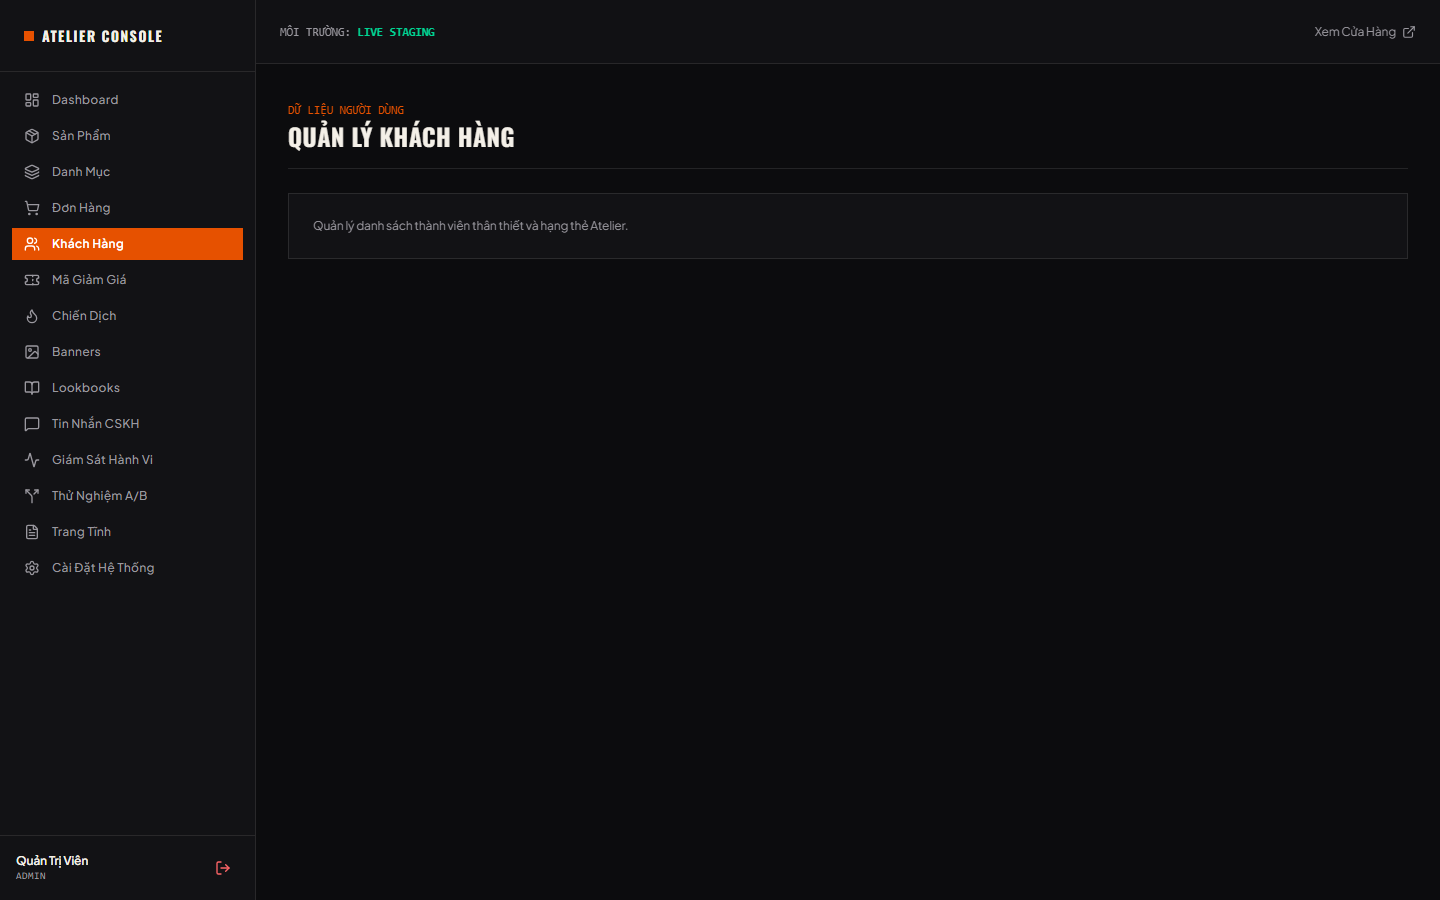 ATELIER CONSOLE
MÔI TRƯỜNG: LIVE STAGING
Xem Cửa Hàng
Dashboard
Sản Phẩm
Danh Mục
Đơn Hàng
Khách Hàng
Mã Giảm Giá
Chiến Dịch
Banners
Lookbooks
Tin Nhắn CSKH
Giám Sát Hành Vi
Thử Nghiệm A/B
Trang Tĩnh
Cài Đặt Hệ Thống
Quản Trị Viên
ADMIN
DỮ LIỆU NGƯỜI DÙNG
QUẢN LÝ KHÁCH HÀNG
Quản lý danh sách thành viên thân thiết và hạng thẻ Atelier.